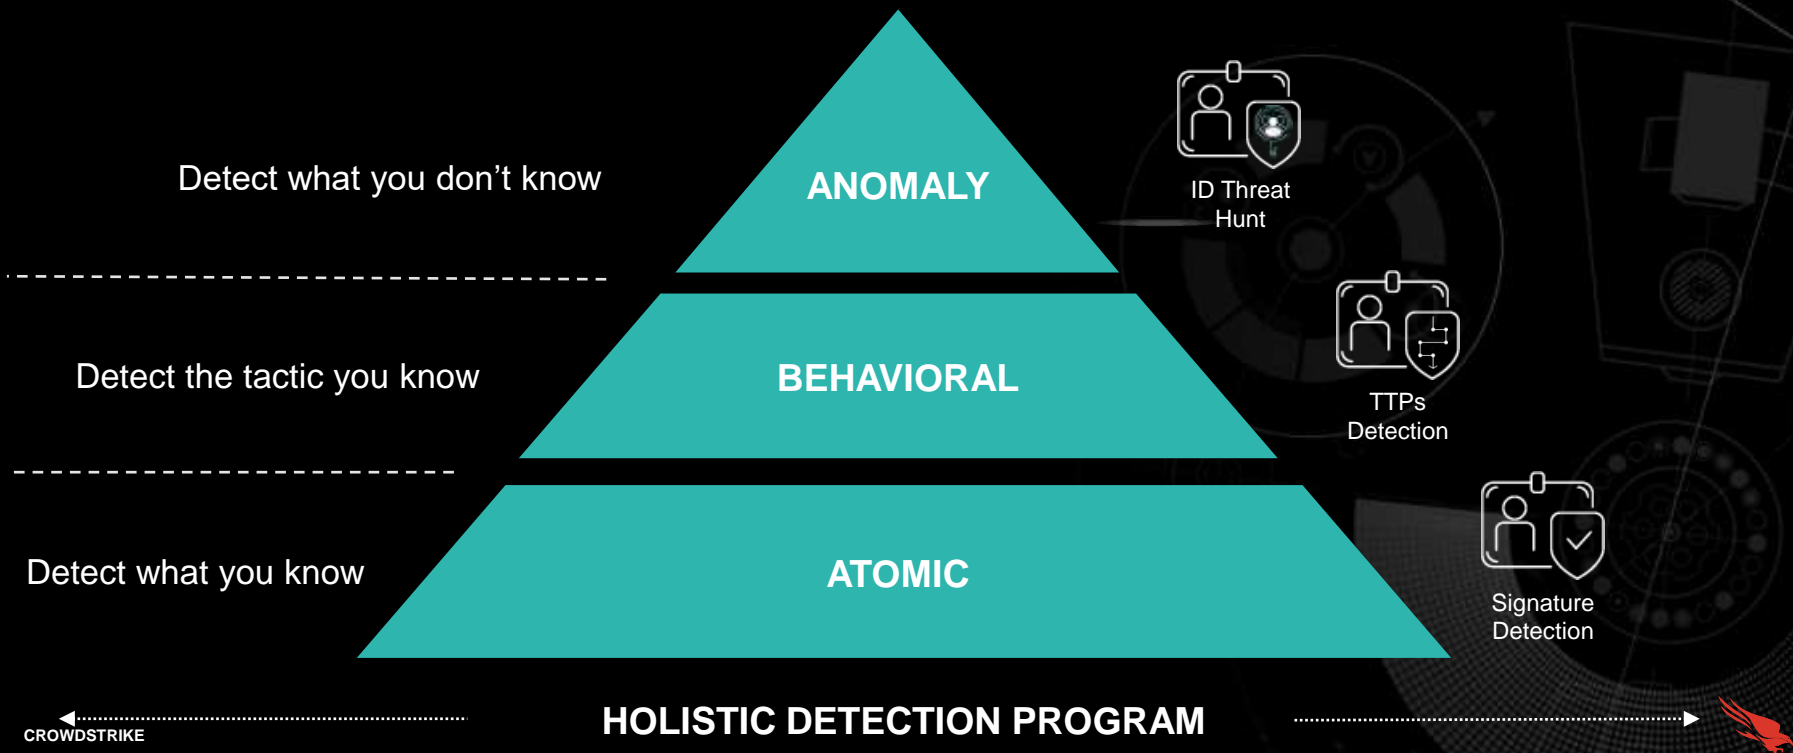 Detect what you don’t know
ANOMALY
ID Threat
Hunt
Detect the tactic you know
BEHAVIORAL
TTPs
Detection
Detect what you know
ATOMIC
Signature
Detection
HOLISTIC DETECTION PROGRAM
CROWDSTRIKE